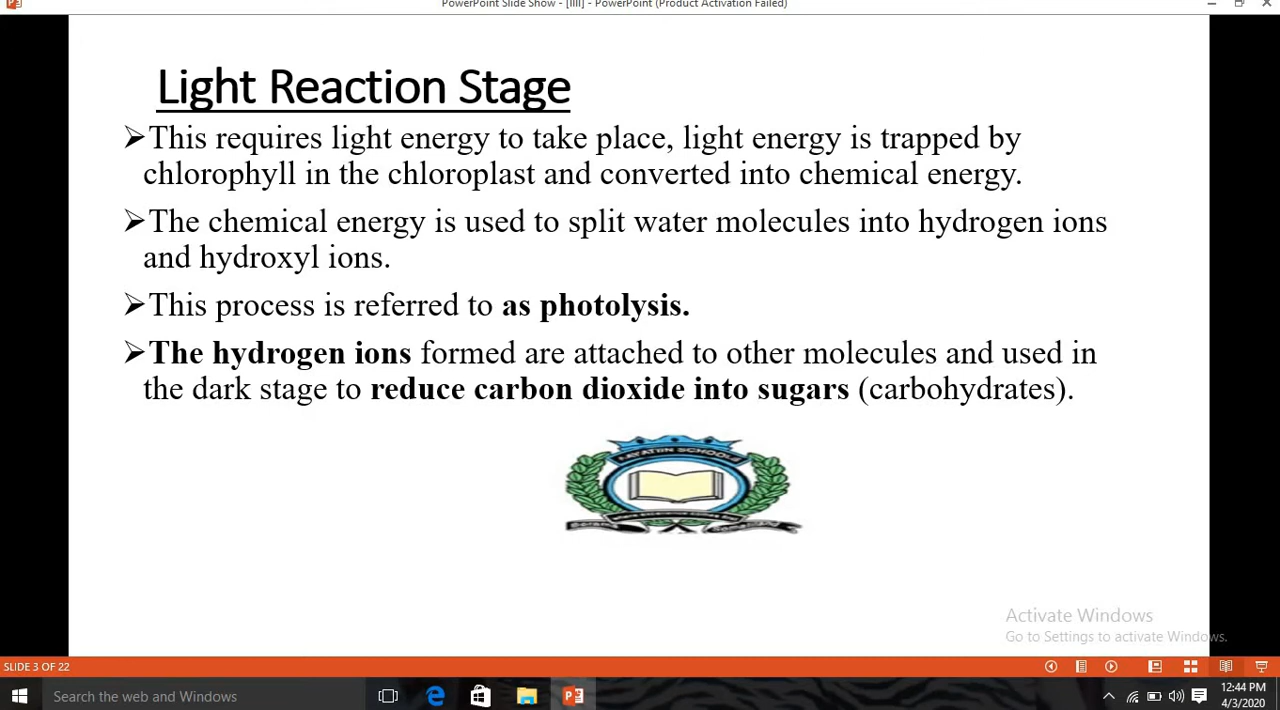 PowerPoint Slide Show - [IIII] - PowerPoint (Product Activation Failed)
Light Reaction Stage
➢This requires light energy to take place, light energy is trapped by
chlorophyll in the chloroplast and converted into chemical energy.
➢The chemical energy is used to split water molecules into hydrogen ions
and hydroxyl ions.
➢This process is referred to as photolysis.
➢The hydrogen ions formed are attached to other molecules and used in
the dark stage to reduce carbon dioxide into sugars (carbohydrates).
SCHOOLS
Activate Windows
Go to Settings to activate Windows.
SLIDE 3 OF 22
Search the web and Windows
12:44 PM
4/3/2020